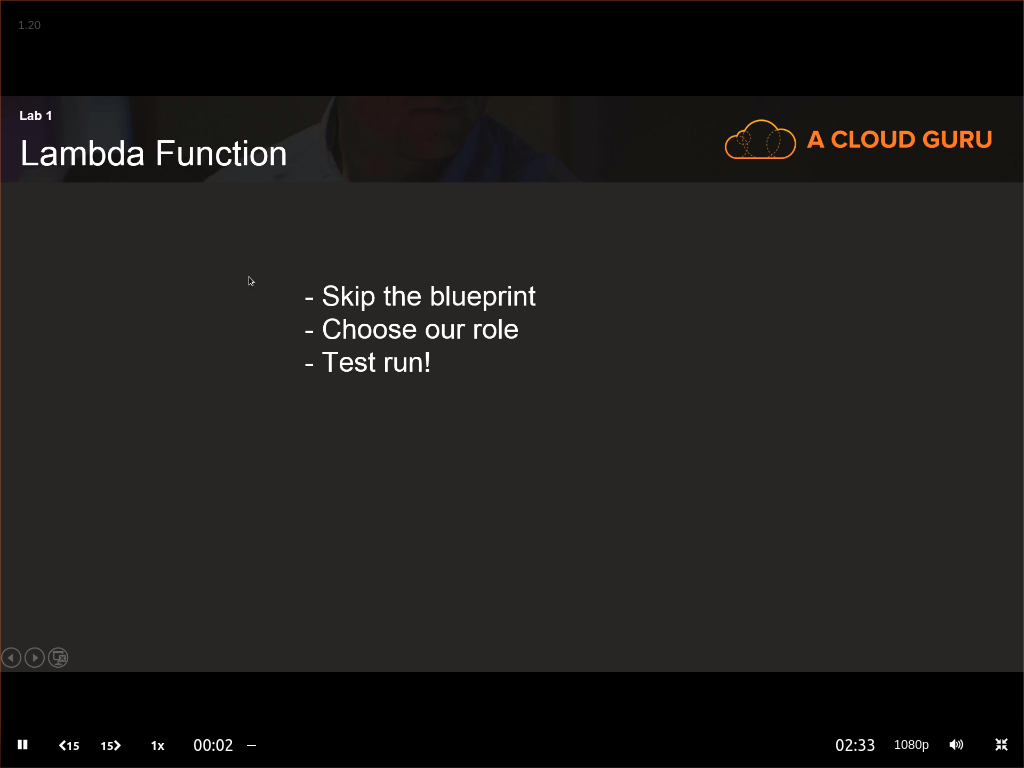 1.20
Lab 1
Lambda Function
A CLOUD GURU
- Skip the blueprint
- Choose our role
- Test run!
15 15 1x 00:02 02:33 1080p